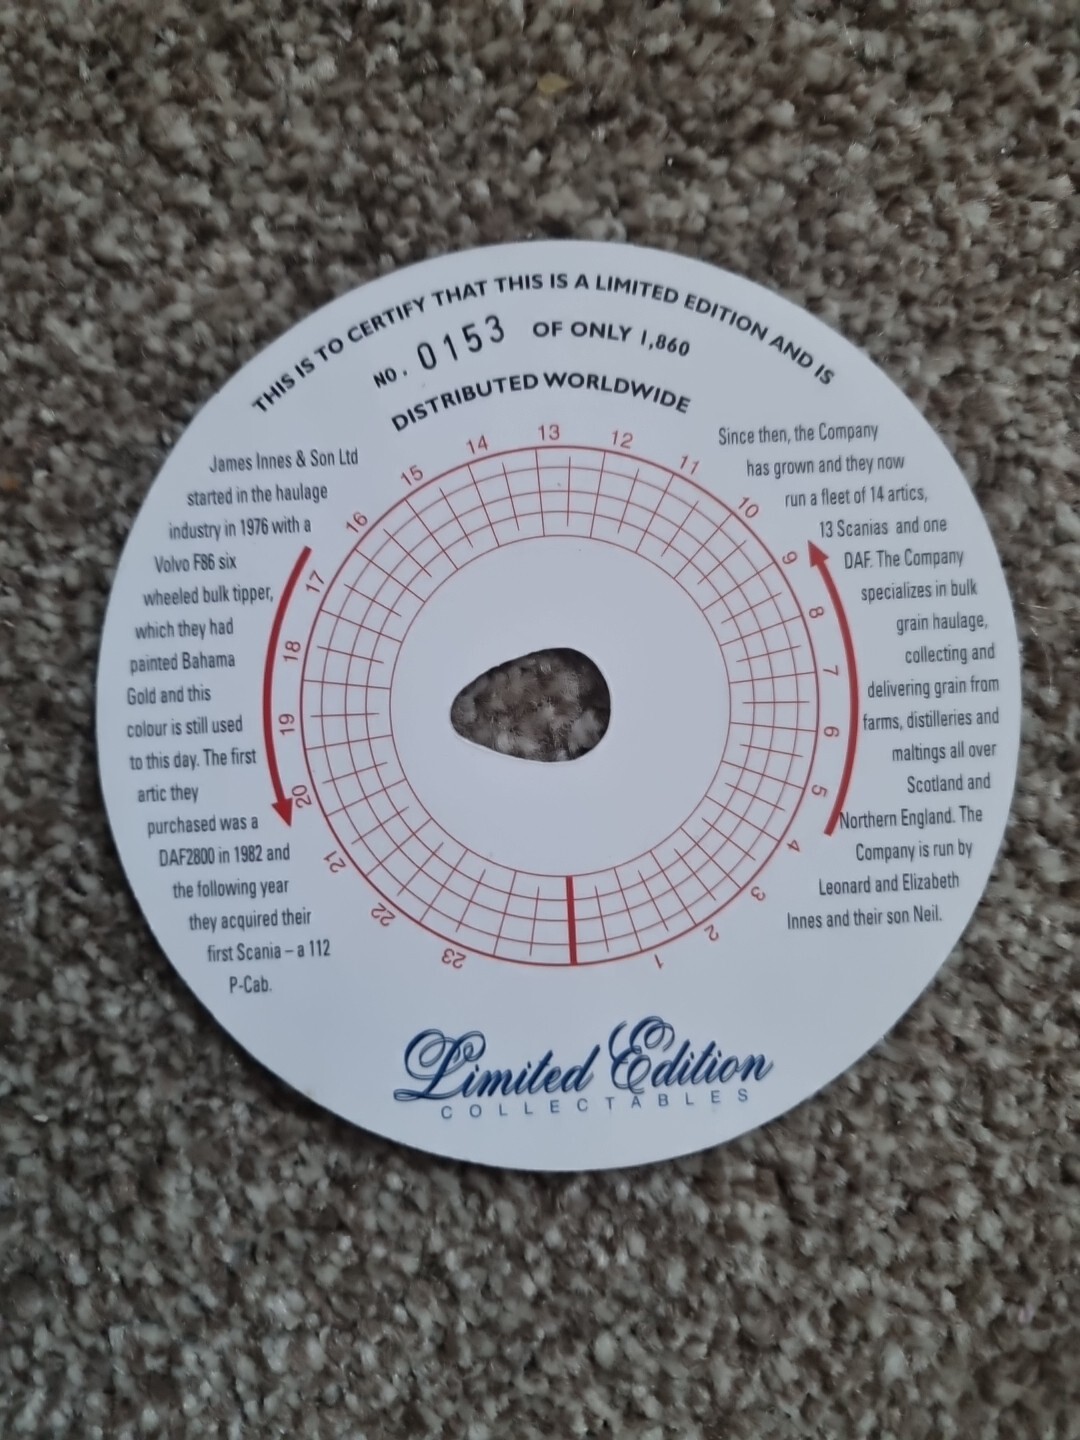 THIS IS TO CERTIFY THAT THIS IS A LIMITED EDITION AND IS
NO. 0153 OF ONLY 1,860
DISTRIBUTED WORLDWIDE
James Innes & Son Ltd
started in the haulage
industry in 1976 with a
Volvo F86 six
wheeled bulk tipper,
which they had
painted Bahama
Gold and this
colour is still used
to this day. The first
artic they
purchased was a
DAF2800 in 1982 and
the following year
they acquired their
first Scania – a 112
P-Cab.
Since then, the Company
has grown and they now
run a fleet of 14 artics,
13 Scanias and one
DAF. The Company
specializes in bulk
grain haulage,
collecting and
delivering grain from
farms, distilleries and
maltings all over
Scotland and
Northern England. The
Company is run by
Leonard and Elizabeth
Innes and their son Neil.
1
2
3
4
5
6
7
8
9
10
11
12
13
14
15
16
17
18
19
20
21
22
23
Limited Edition
COLLECTABLES